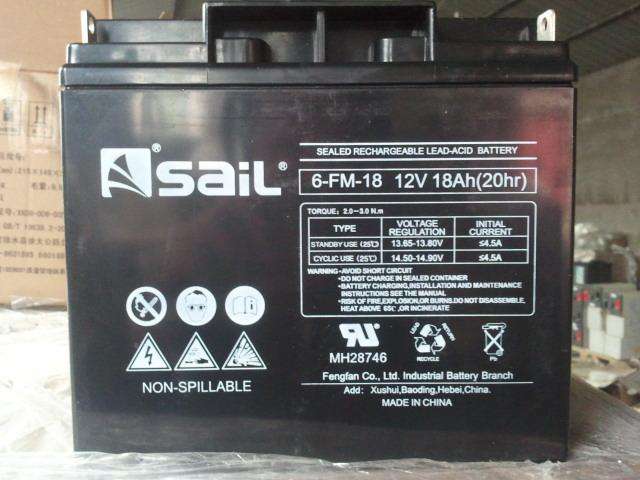 SEALED RECHARGEABLE LEAD-ACID BATTERY
® SAIL ®
6-FM-18 12V 18Ah(20hr)
TORQUE: 2.0-3.0 N.m
TYPE VOLTAGE REGULATION INITIAL CURRENT
STANDBY USE (25℃) 13.65-13.80V ≤4.5A
CYCLIC USE (25℃) 14.50-14.90V ≤4.5A
WARNING -AVOID SHORT CIRCUIT
•DO NOT CHARGE IN SEALED CONTAINER
•BATTERY CHARGING,INSTALLATION AND MAINTENANCE
INSTRUCTIONS SEE THE MANUAL
•RISK OF FIRE,EXPLOSION,OR BURNS.DO NOT DISASSEMBLE,
HEAT ABOVE OR INCINERATE
NON-SPILLABLE
MH28746
LEAD RETURN
RECYCLE
Pb
Fengfan Co., Ltd. Industrial Battery Branch
Add: Xushui,Baoding,Hebei,China.
MADE IN CHINA